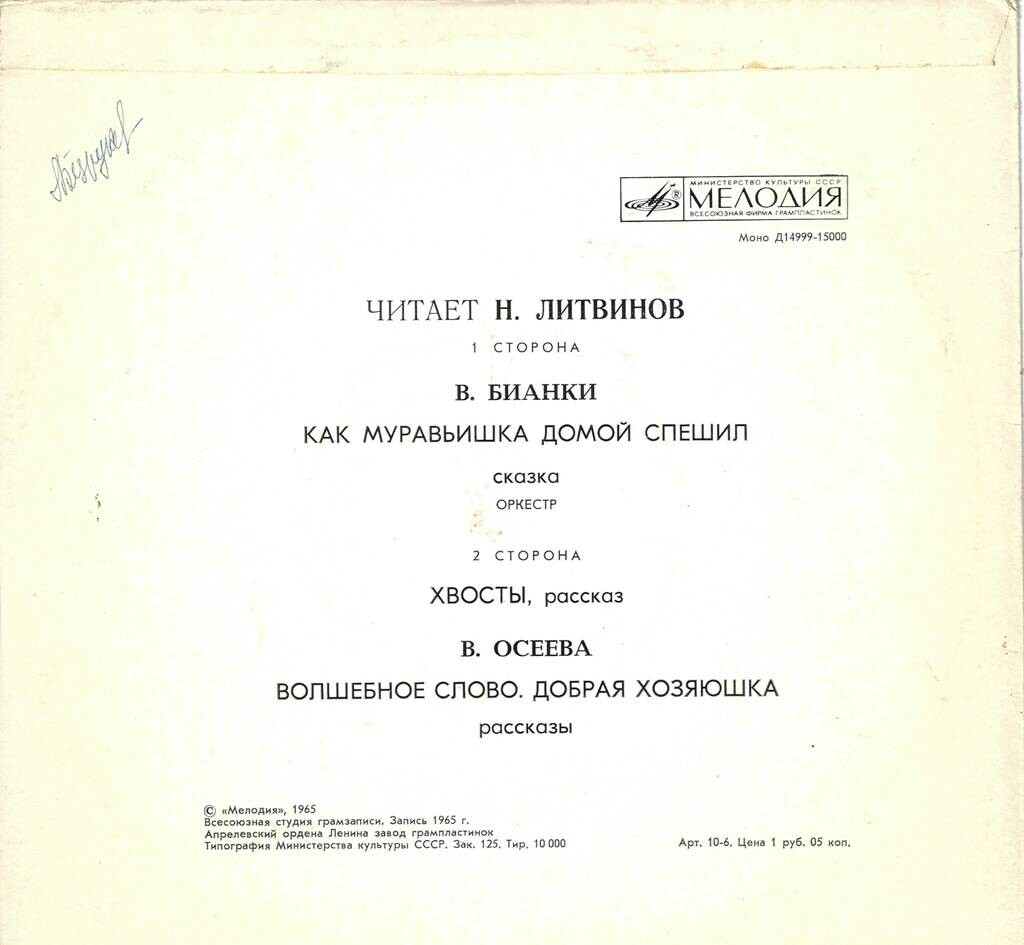 МИНИСТЕРСТВО КУЛЬТУРЫ СССР
МЕЛОДИЯ
ВСЕСОЮЗНАЯ ФИРМА ГРАМПЛАСТИНОК
Моно Д14999-15000
ЧИТАЕТ Н. ЛИТВИНОВ
1 СТОРОНА
В. БИАНКИ
КАК МУРАВЬИШКА ДОМОЙ СПЕШИЛ
сказка
ОРКЕСТР
2 СТОРОНА
ХВОСТЫ, рассказ
В. ОСЕЕВА
ВОЛШЕБНОЕ СЛОВО. ДОБРАЯ ХОЗЯЮШКА
рассказы
© «Мелодия», 1965
Всесоюзная студия грамзаписи. Запись 1965 г.
Апрелевский ордена Ленина завод грампластинок
Типография Министерства культуры СССР. Зак. 125. Тир. 10 000
Арт. 10-6. Цена 1 руб. 05 коп.